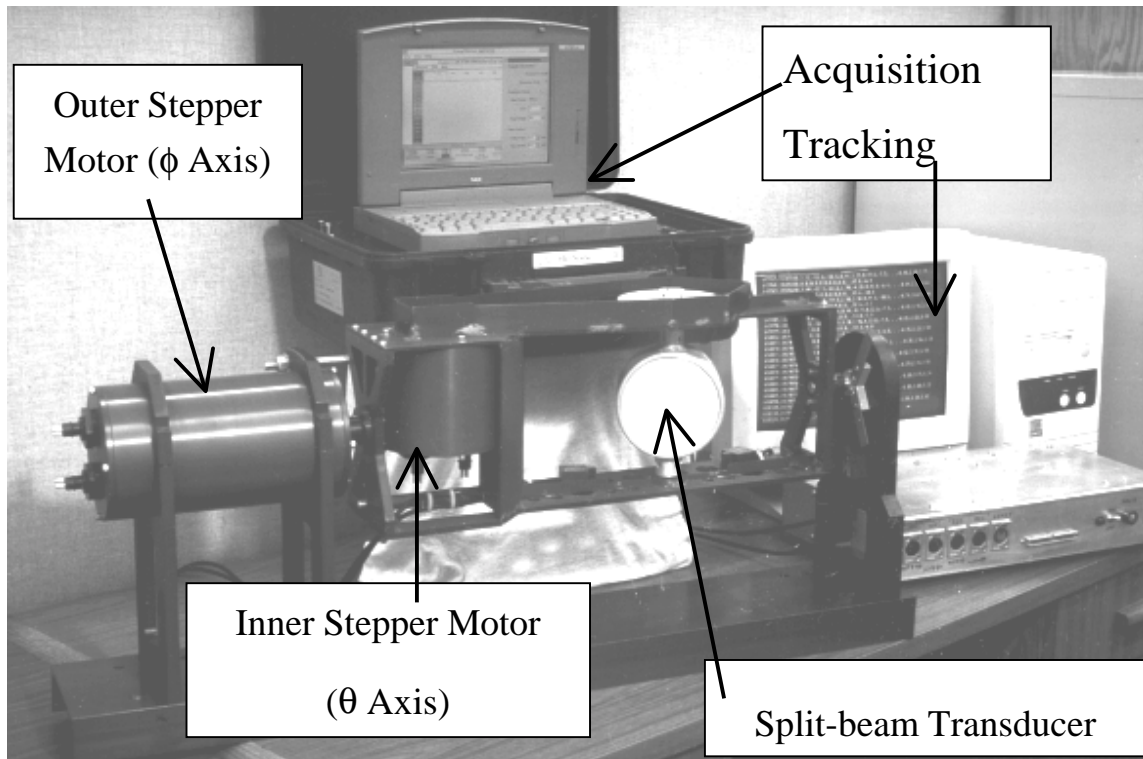 Outer Stepper
Motor (ϕ Axis)
Acquisition
Tracking
Inner Stepper Motor
(θ Axis)
Split-beam Transducer